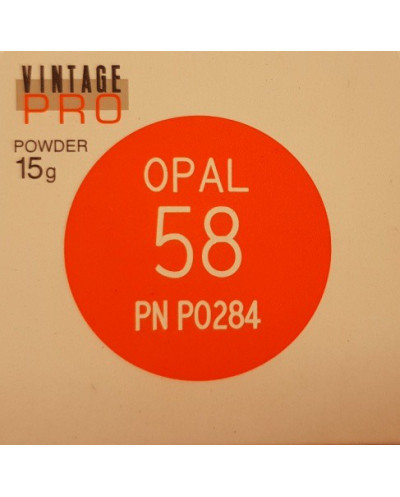 VINTAGE
PRO
POWDER
15g
OPAL
58
PN P0284